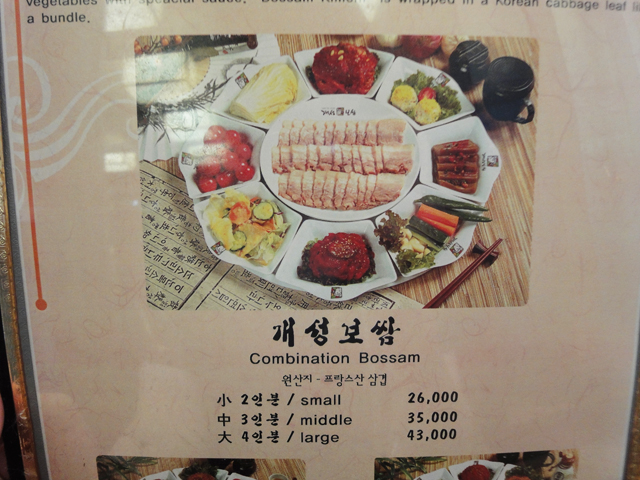 vegetables with speacial sauce, "Bossam Kimchi" is wrapped in a Korean cabbage leaf
a bundle.
개성보쌈
Combination Bossam
원산지 - 프랑스산 삼겹
小 2인분 / small 26,000
中 3인분 / middle 35,000
大 4인분 / large 43,000